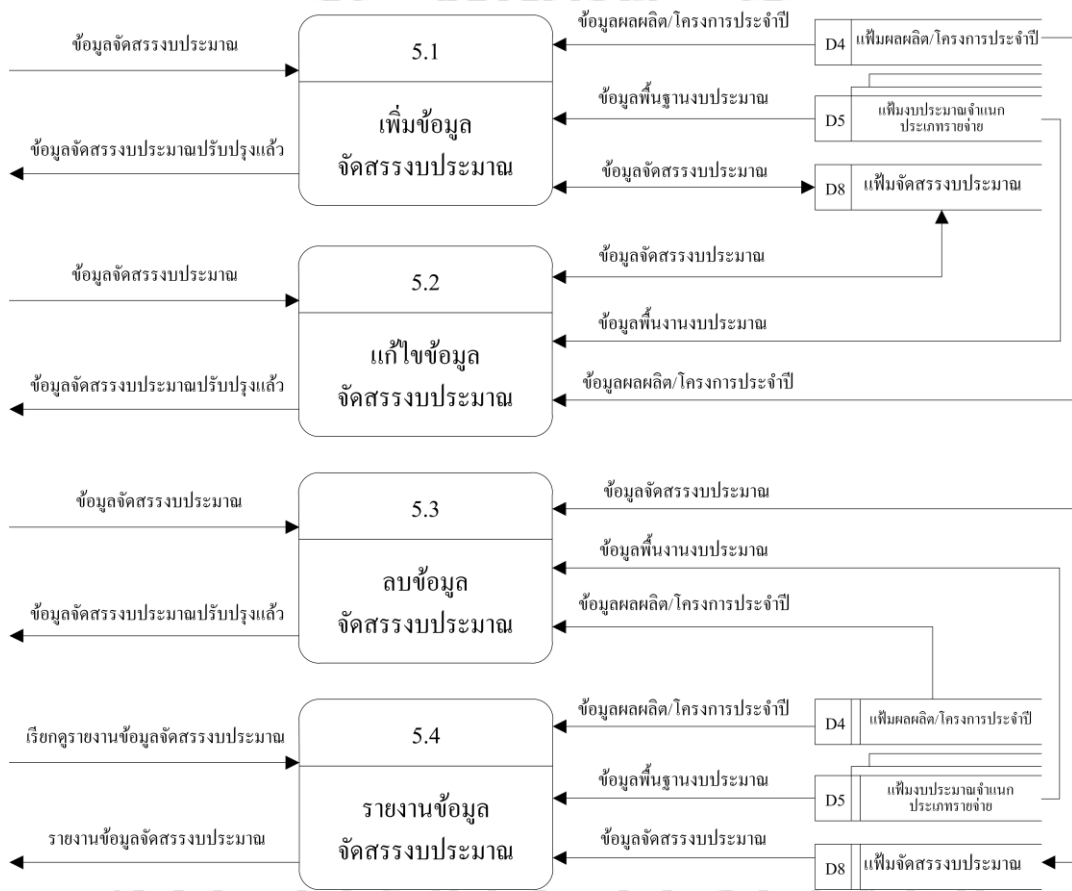 ข้อมูลผลผลิต/โครงการประจำปี
ข้อมูลจัดสรรงบประมาณ
5.1
D4
แฟ้มผลผลิต/โครงการประจำปี
ข้อมูลพื้นฐานงบประมาณ
เพิ่มข้อมูล
จัดสรรงบประมาณ
D5
แฟ้มงบประมาณจำแนก
ประเภทรายจ่าย
ข้อมูลจัดสรรงบประมาณปรับปรุงแล้ว
ข้อมูลจัดสรรงบประมาณ
D8
แฟ้มจัดสรรงบประมาณ
ข้อมูลจัดสรรงบประมาณ
5.2
ข้อมูลจัดสรรงบประมาณ
ข้อมูลพื้นงานงบประมาณ
แก้ไขข้อมูล
จัดสรรงบประมาณ
ข้อมูลจัดสรรงบประมาณปรับปรุงแล้ว
ข้อมูลผลผลิต/โครงการประจำปี
ข้อมูลจัดสรรงบประมาณ
5.3
ข้อมูลจัดสรรงบประมาณ
ข้อมูลพื้นงานงบประมาณ
ลบข้อมูล
จัดสรรงบประมาณ
ข้อมูลจัดสรรงบประมาณปรับปรุงแล้ว
ข้อมูลผลผลิต/โครงการประจำปี
เรียกดูรายงานข้อมูลจัดสรรงบประมาณ
5.4
ข้อมูลผลผลิต/โครงการประจำปี
D4
แฟ้มผลผลิต/โครงการประจำปี
ข้อมูลพื้นฐานงบประมาณ
D5
แฟ้มงบประมาณจำแนก
ประเภทรายจ่าย
รายงานข้อมูล
จัดสรรงบประมาณ
รายงานข้อมูลจัดสรรงบประมาณ
ข้อมูลจัดสรรงบประมาณ
D8
แฟ้มจัดสรรงบประมาณ